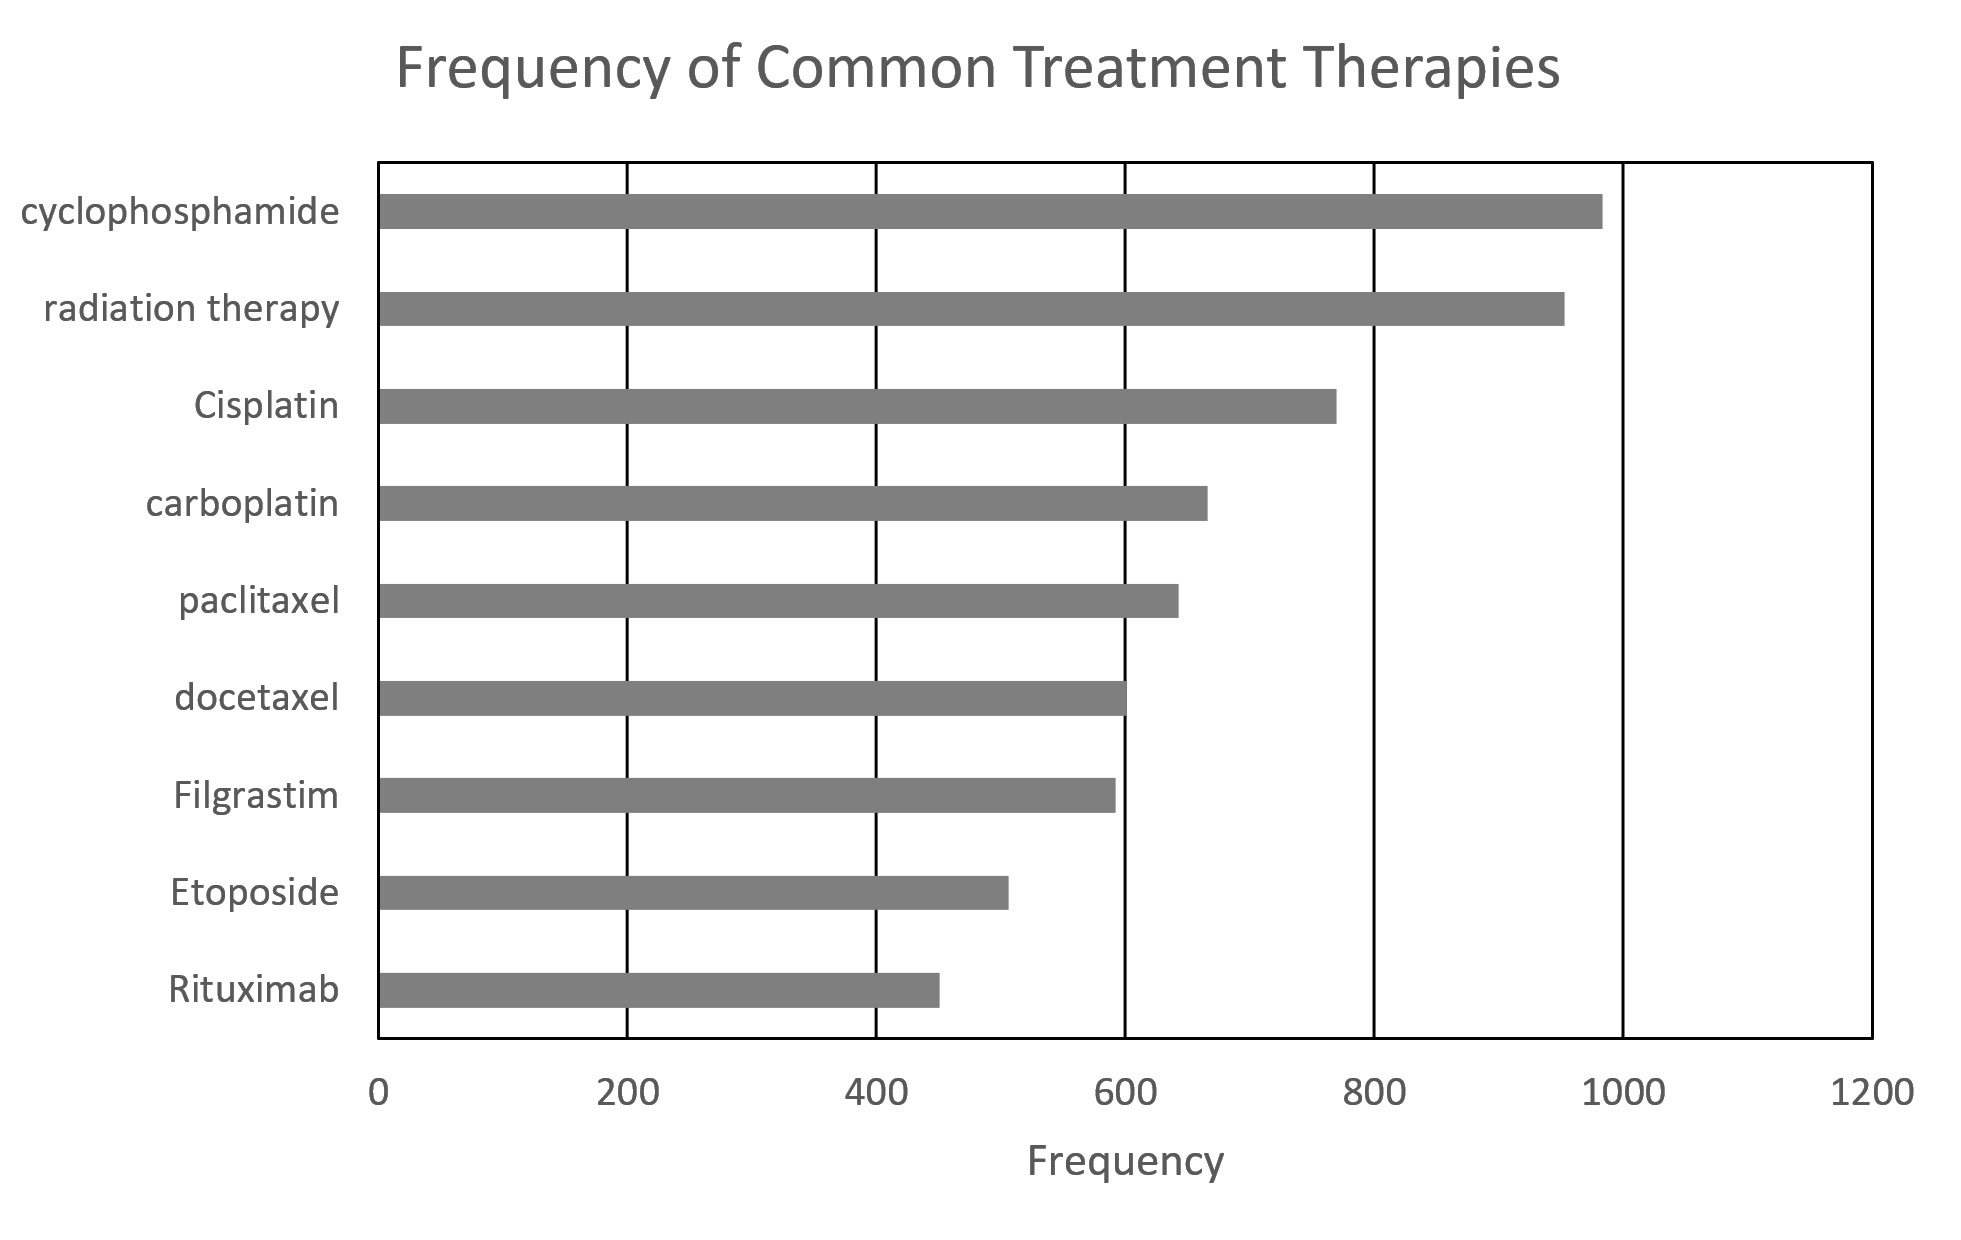 Frequency of Common Treatment Therapies
cyclophosphamide
radiation therapy
Cisplatin
carboplatin
paclitaxel
docetaxel
Filgrastim
Etoposide
Rituximab
0 200 400 600 800 1000 1200
Frequency